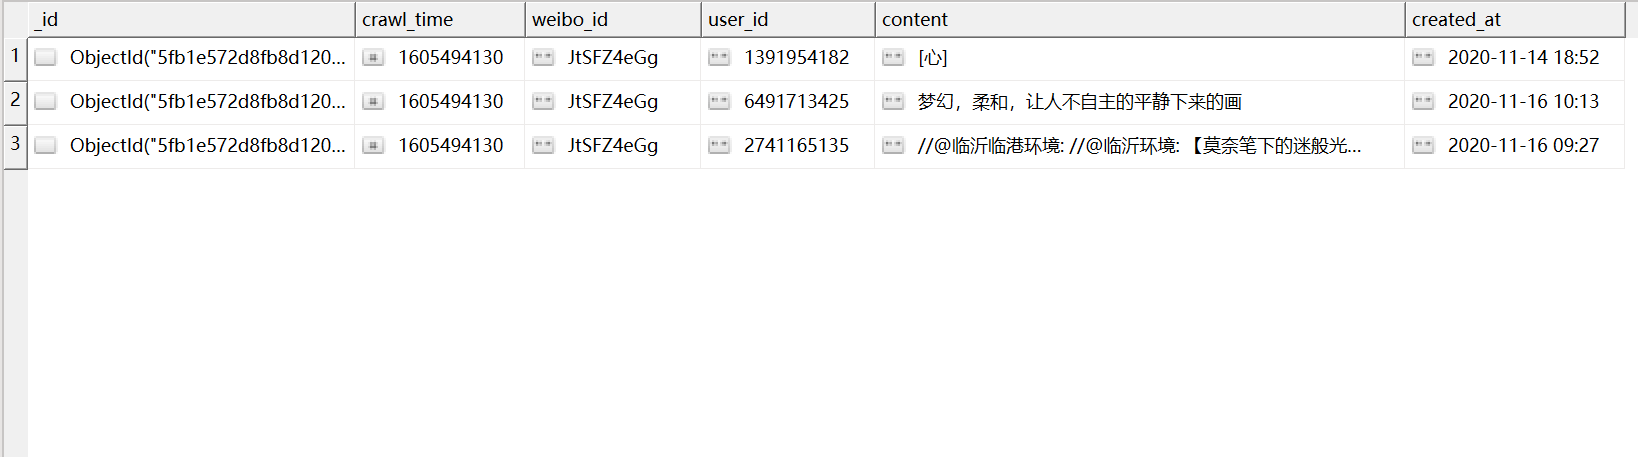 _id crawl_time weibo_id user_id content created_at
1 ObjectId("5fb1e572d8fb8d120... 1605494130 JtSFZ4eGg 1391954182 [心] 2020-11-14 18:52
2 ObjectId("5fb1e572d8fb8d120... 1605494130 JtSFZ4eGg 6491713425 梦幻，柔和，让人不自主的平静下来的画 2020-11-16 10:13
3 ObjectId("5fb1e572d8fb8d120... 1605494130 JtSFZ4eGg 2741165135 //@临沂临港环境: //@临沂环境: 【莫奈笔下的迷般光... 2020-11-16 09:27